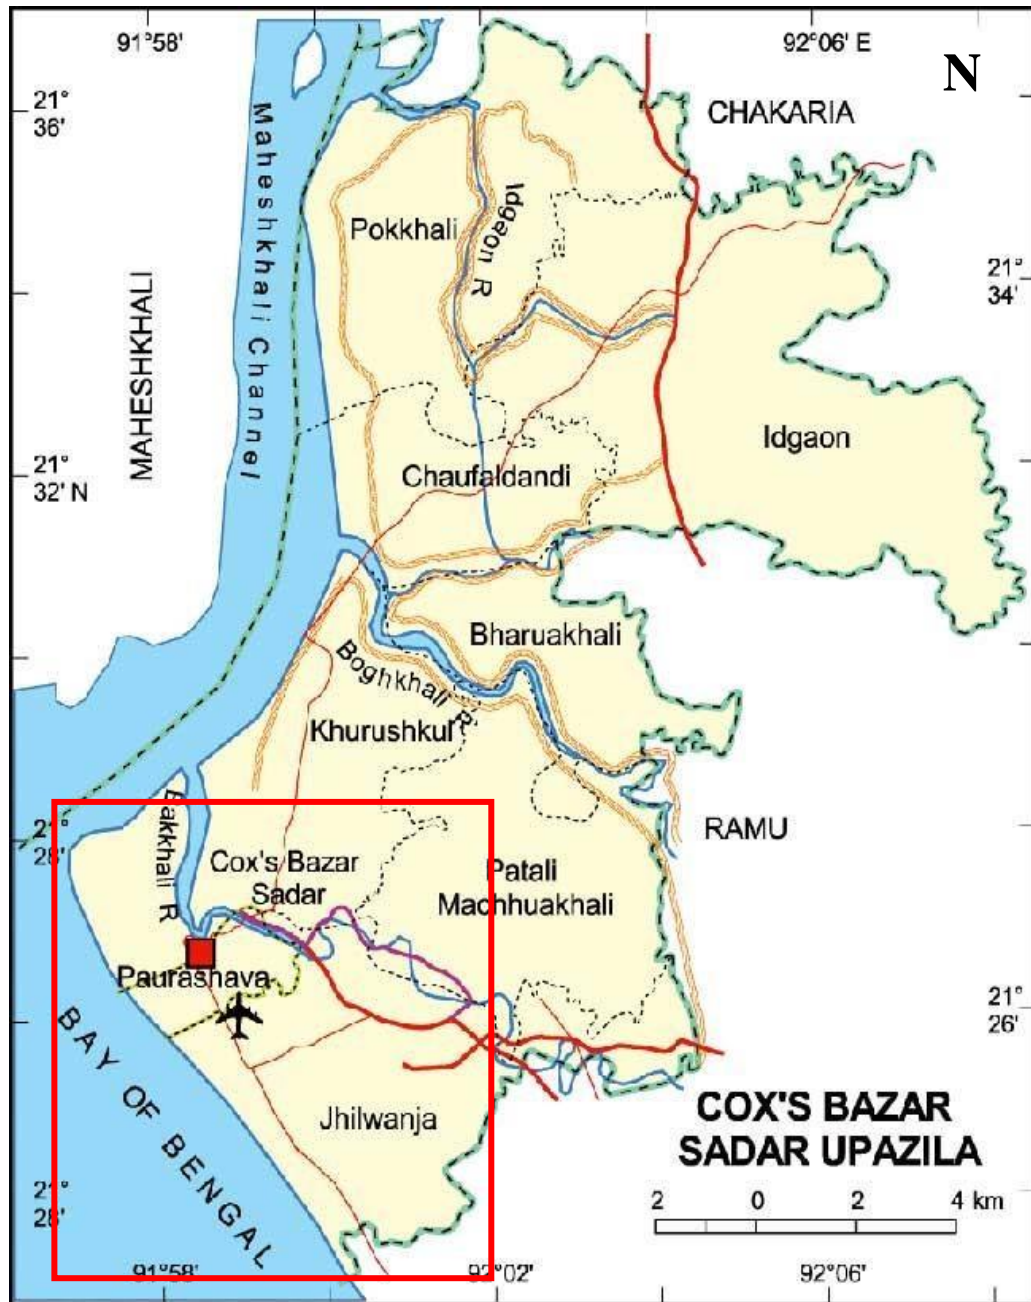 91°58'
92°06' E
N
21°
36'
CHAKARIA
Maheshkhali Channel
Idgaon R
Pokkhali
21°
34'
MAHESHKHALI
Idgaon
21°
32' N
Chaufaldandi
Bharuakhali
Boghkhali R
Khurushkul
RAMU
21°
28'
Bakkhali R
Cox's Bazar
Sadar
Patali
Machhuakhali
Paurashava
21°
26'
BAY OF BENGAL
Jhilwanja
COX'S BAZAR
SADAR UPAZILA
2 0 2 4 km
21°
28'
91°58'
92°02'
92°06'